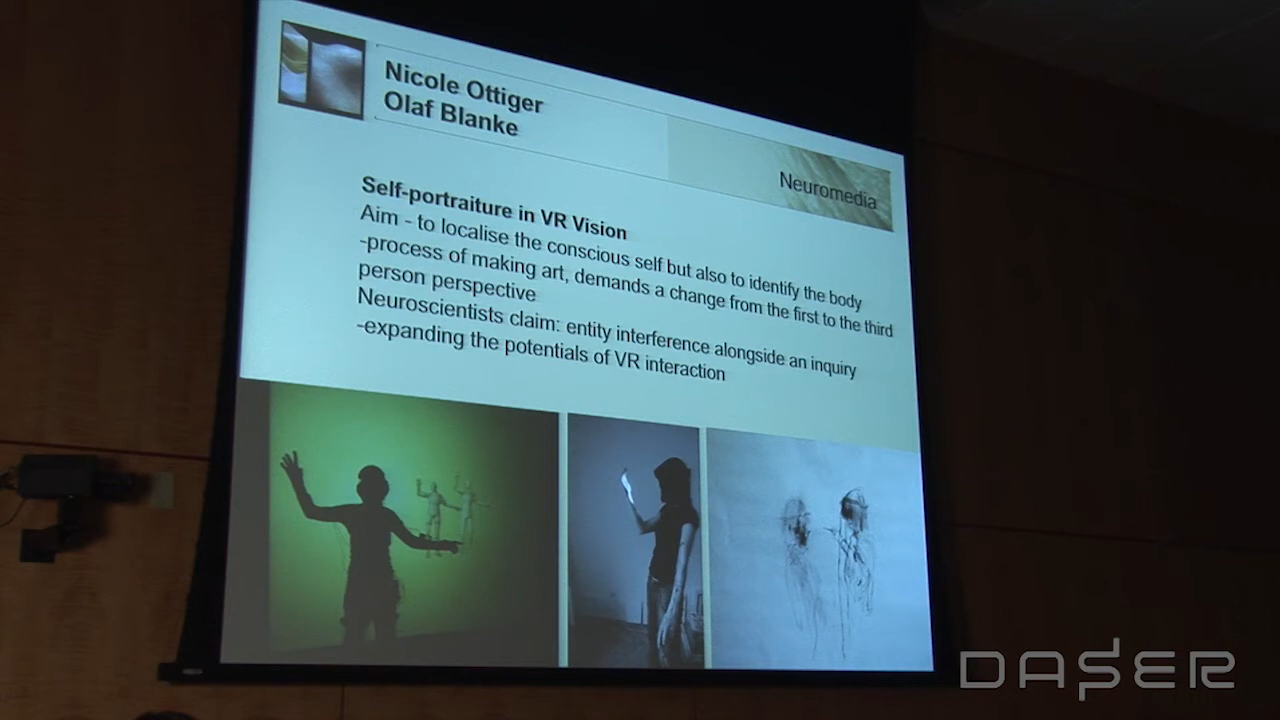 Nicole Ottiger
Olaf Blanke
Neuromedia
Self-portraiture in VR Vision
Aim - to localise the conscious self but also to identify the body
-process of making art, demands a change from the first to the third
person perspective
Neuroscientists claim: entity interference alongside an inquiry
-expanding the potentials of VR interaction
DASER